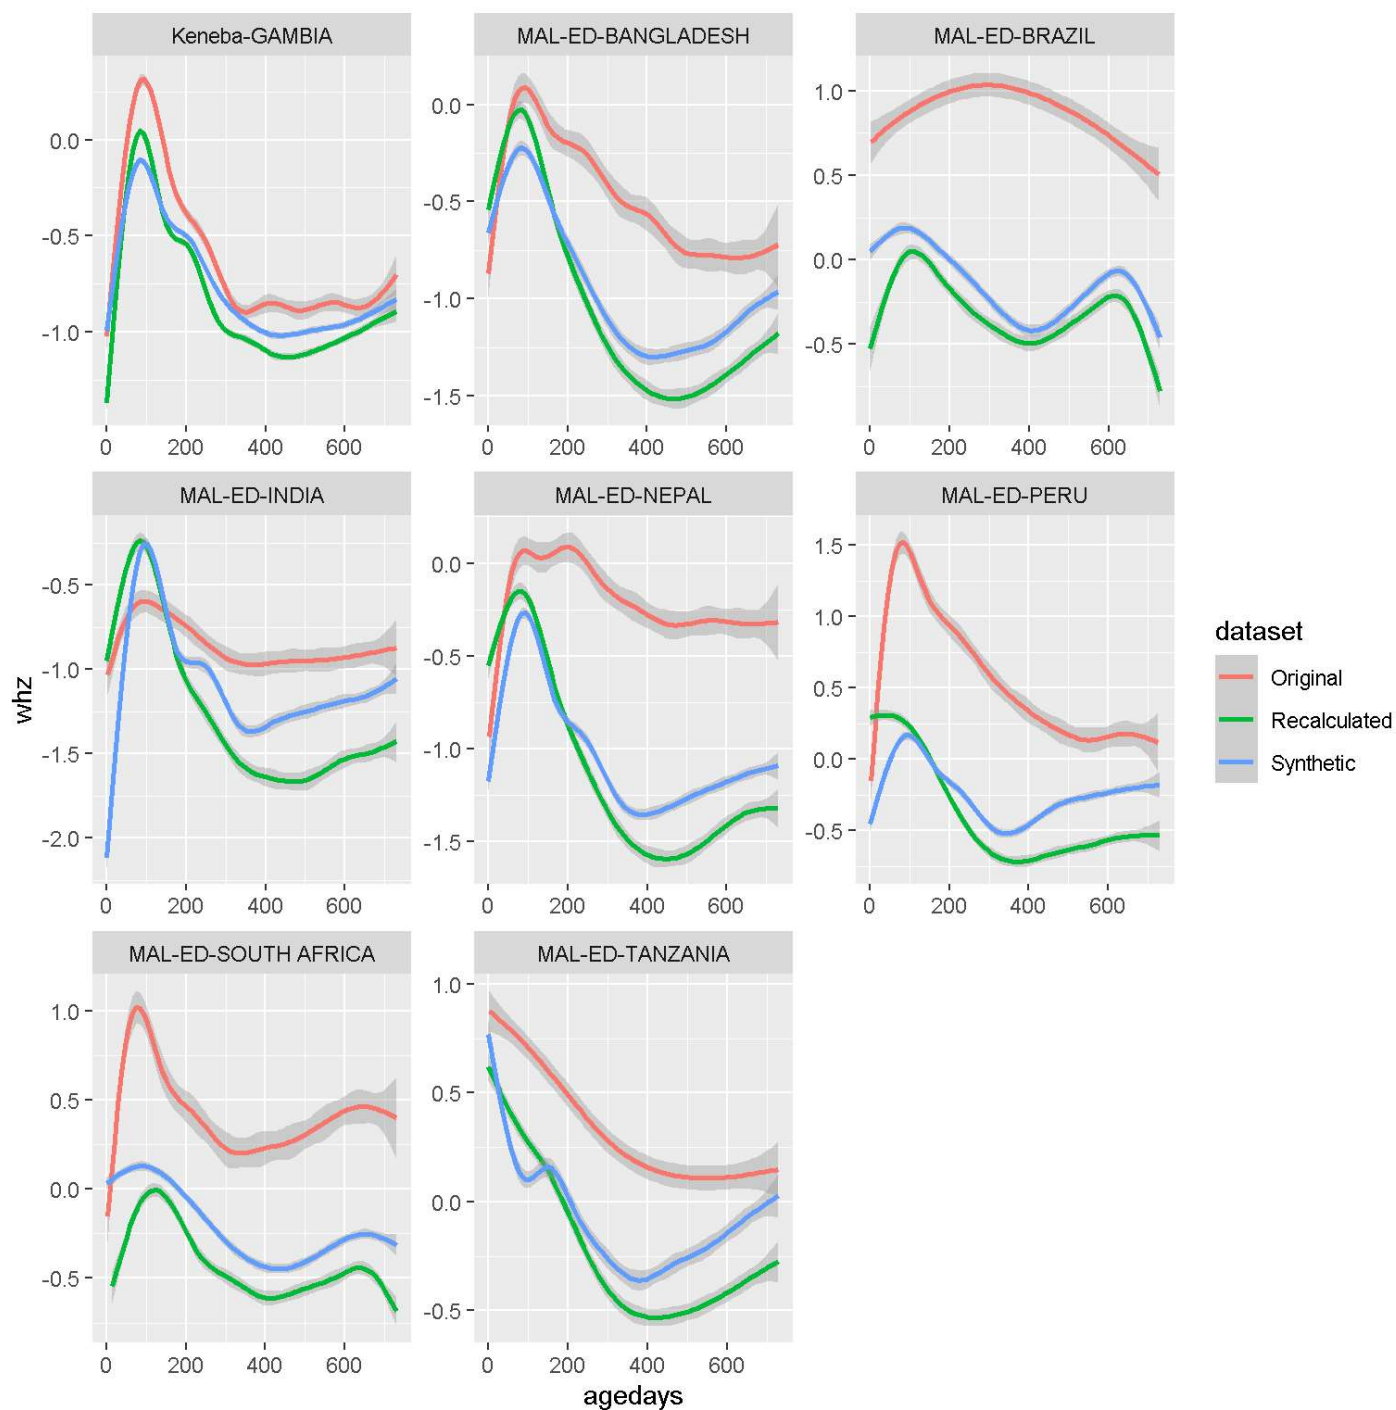 Keneba-GAMBIA
MAL-ED-BANGLADESH
MAL-ED-BRAZIL
0.0
-0.5
-1.0
0 200 400 600
0.0
-0.5
-1.0
-1.5
0 200 400 600
1.0
0.5
0.0
-0.5
0 200 400 600
MAL-ED-INDIA
MAL-ED-NEPAL
MAL-ED-PERU
-0.5
-1.0
-1.5
-2.0
0 200 400 600
0.0
-0.5
-1.0
-1.5
0 200 400 600
1.5
1.0
0.5
0.0
-0.5
0 200 400 600
MAL-ED-SOUTH AFRICA
MAL-ED-TANZANIA
1.0
0.5
0.0
-0.5
0 200 400 600
1.0
0.5
0.0
-0.5
0 200 400 600
whz
agedays
dataset
Original
Recalculated
Synthetic